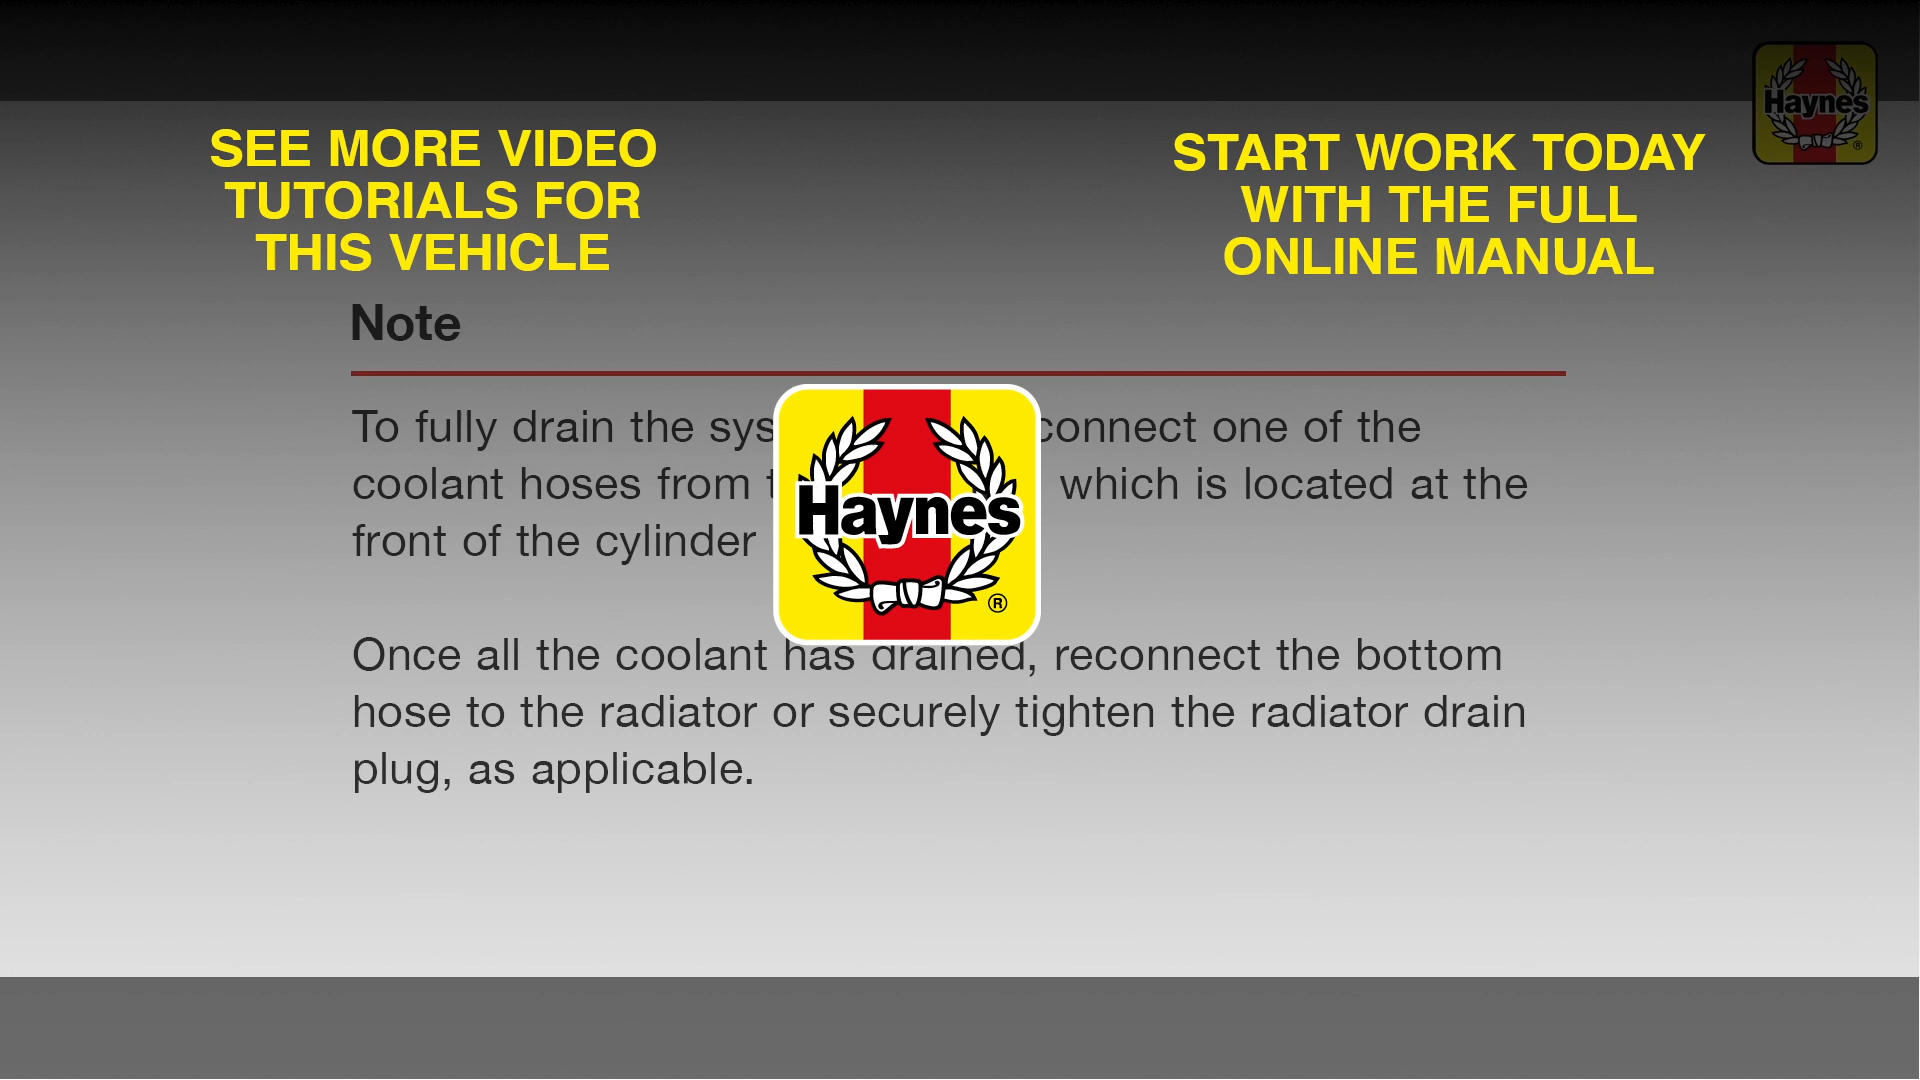 SEE MORE VIDEO
TUTORIALS FOR
THIS VEHICLE
START WORK TODAY
WITH THE FULL
ONLINE MANUAL
Haynes
®
Note
To fully drain the connect one of the
coolant hoses from which is located at the
front of the cylinder
Haynes
®
Once all the coolant has drained, reconnect the bottom
hose to the radiator or securely tighten the radiator drain
plug, as applicable.